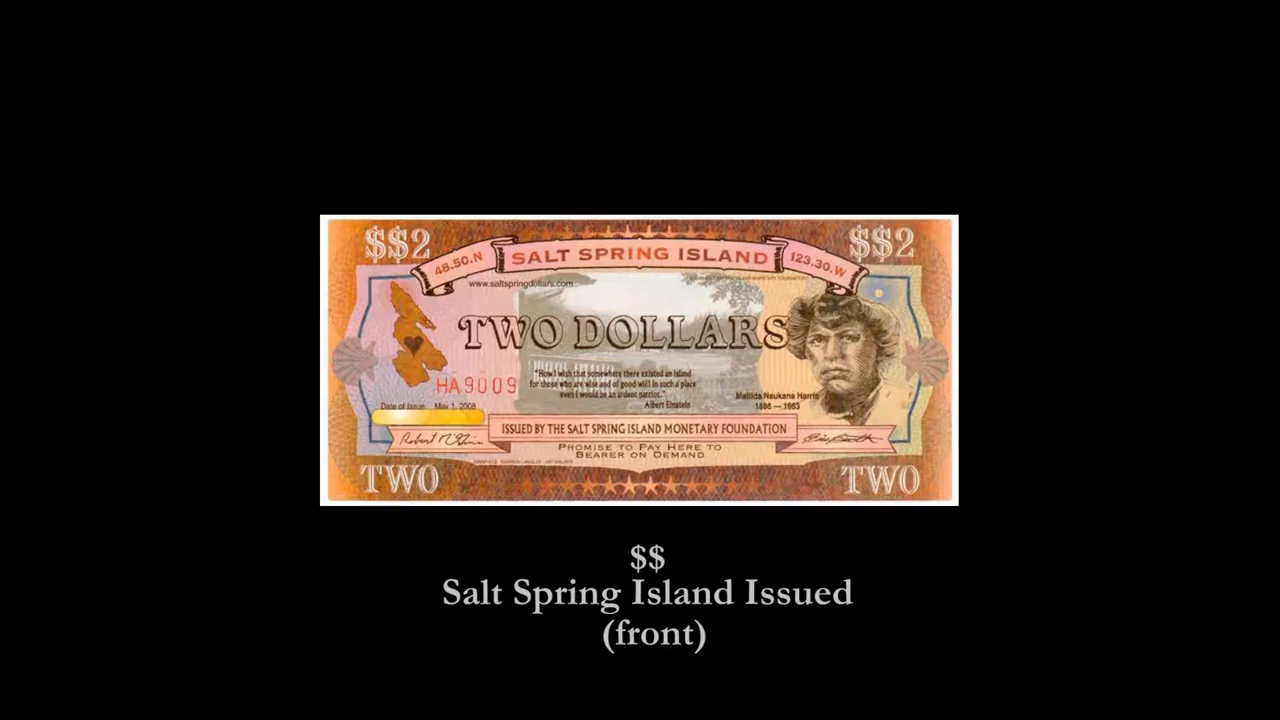 $$2
$$2
48.50.N
SALT SPRING ISLAND
123.30.W
www.saltspringdollars.com
TWO DOLLARS
HA9009
"How I wish that somewhere there existed an island
for those who are wise and of good will in such a place
even I would be an ardent patriot."
Albert Einstein
Matilda Naukana Harris
1886 — 1963
Date of Issue May 1, 2008
ISSUED BY THE SALT SPRING ISLAND MONETARY FOUNDATION
PROMISE TO PAY HERE TO
BEARER ON DEMAND
TWO
TWO
$$
Salt Spring Island Issued
(front)